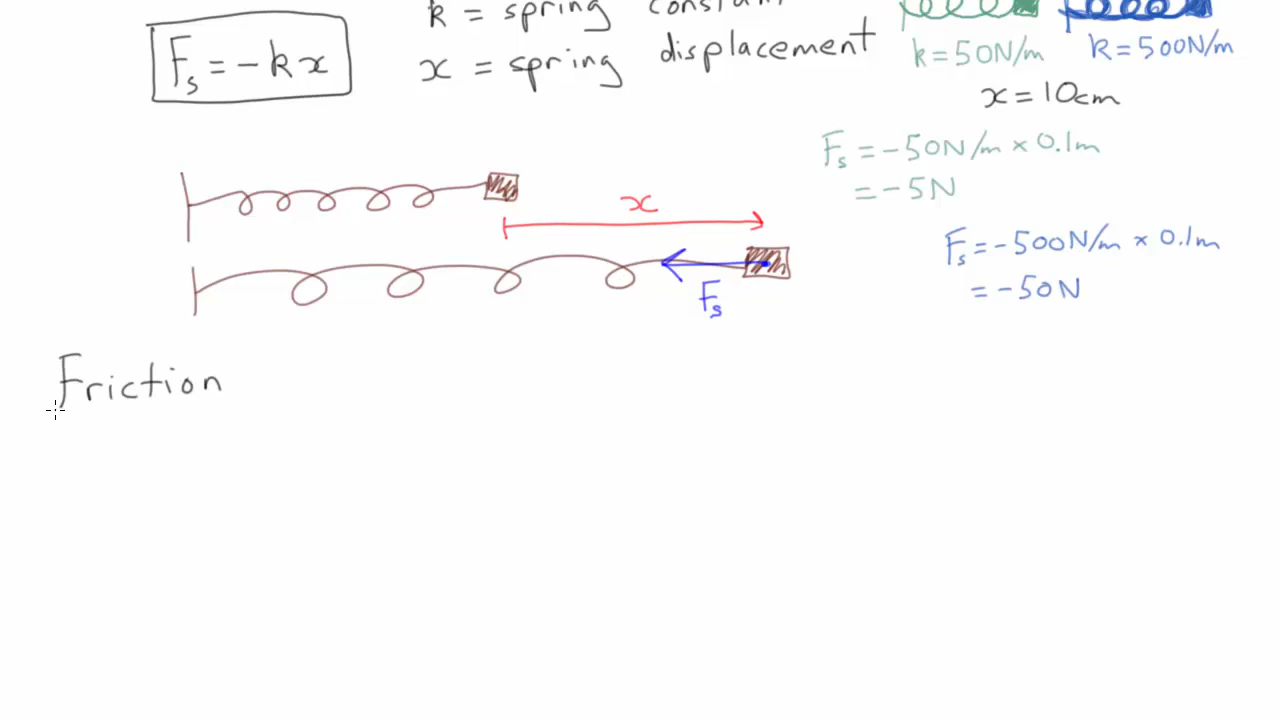 k = spring constant
k = 50N/m
k = 500N/m
Fs = - k x
x = spring displacement
x = 10cm
Fs = -50N/m × 0.1m
= -5N
x
Fs = -500N/m × 0.1m
= -50N
Fs
Friction